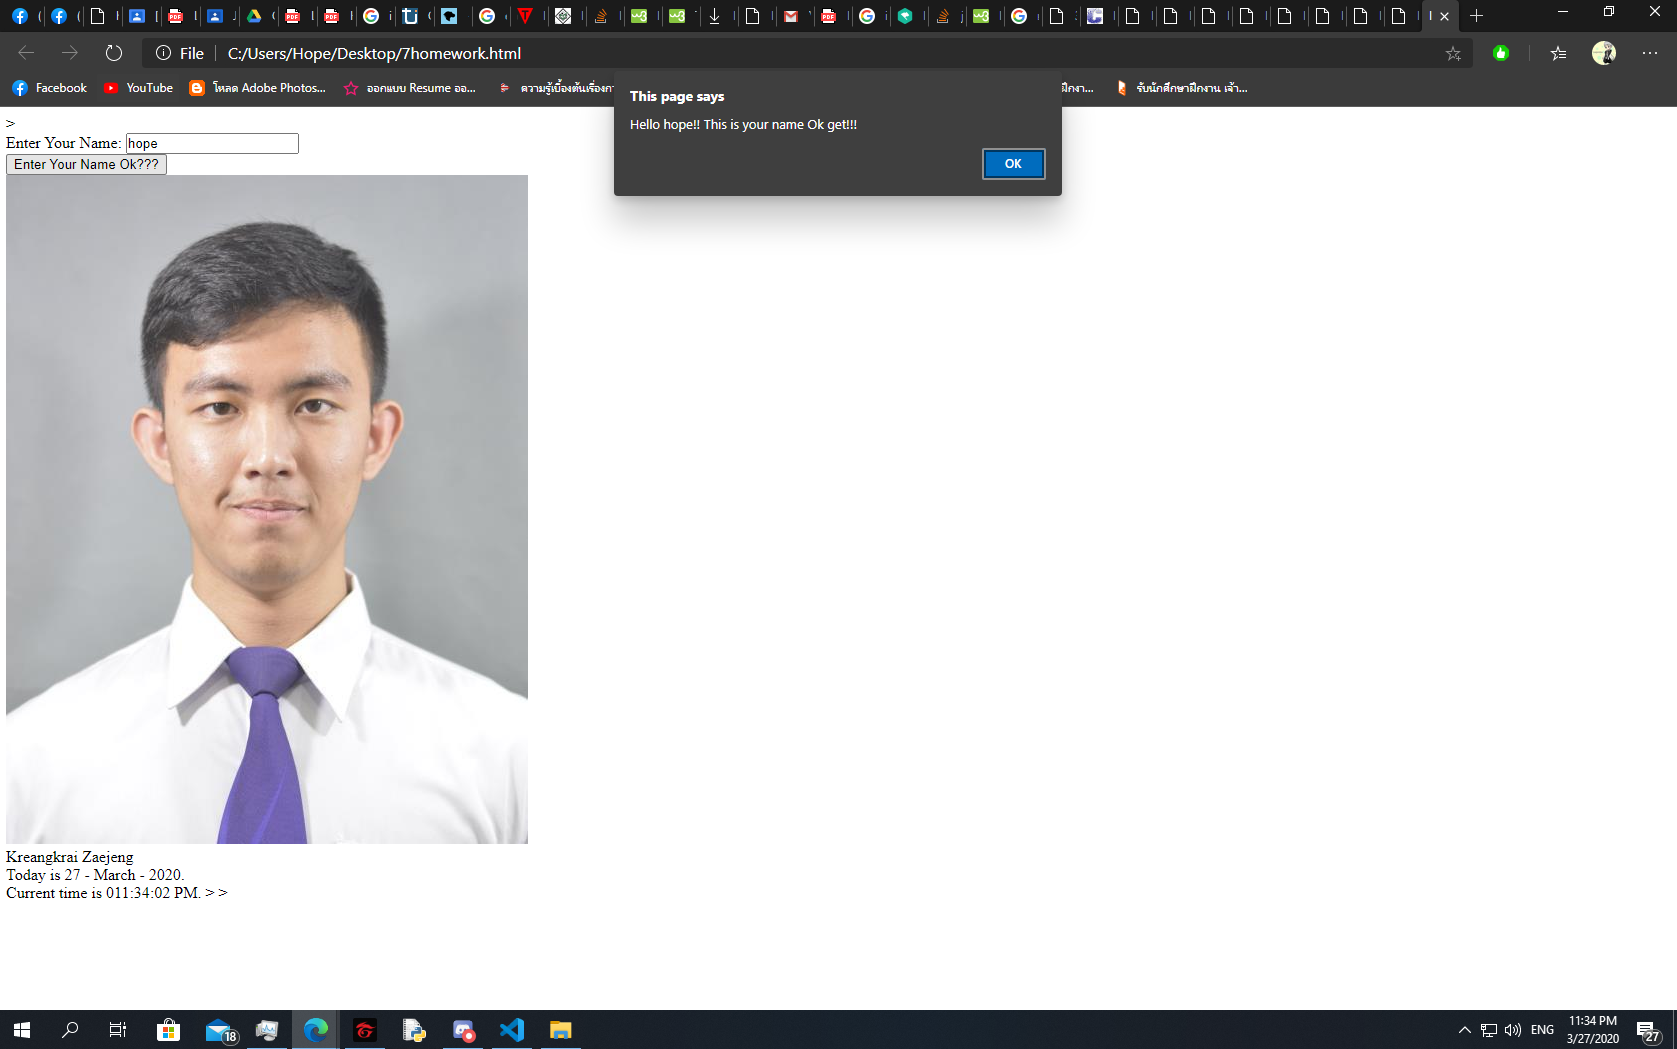 File
C:/Users/Hope/Desktop/7homework.html
Facebook
YouTube
โหลด Adobe Photos...
ออกแบบ Resume ออ...
ความรู้เบื้องต้นเรื่องกา
ฝึกงา...
รับนักศึกษาฝึกงาน เจ้า...
This page says
Hello hope!! This is your name Ok get!!!
OK
>
Enter Your Name: hope
Enter Your Name Ok???
Kreangkrai Zaejeng
Today is 27 - March - 2020.
Current time is 011:34:02 PM. > >
18
ENG
11:34 PM
3/27/2020
27